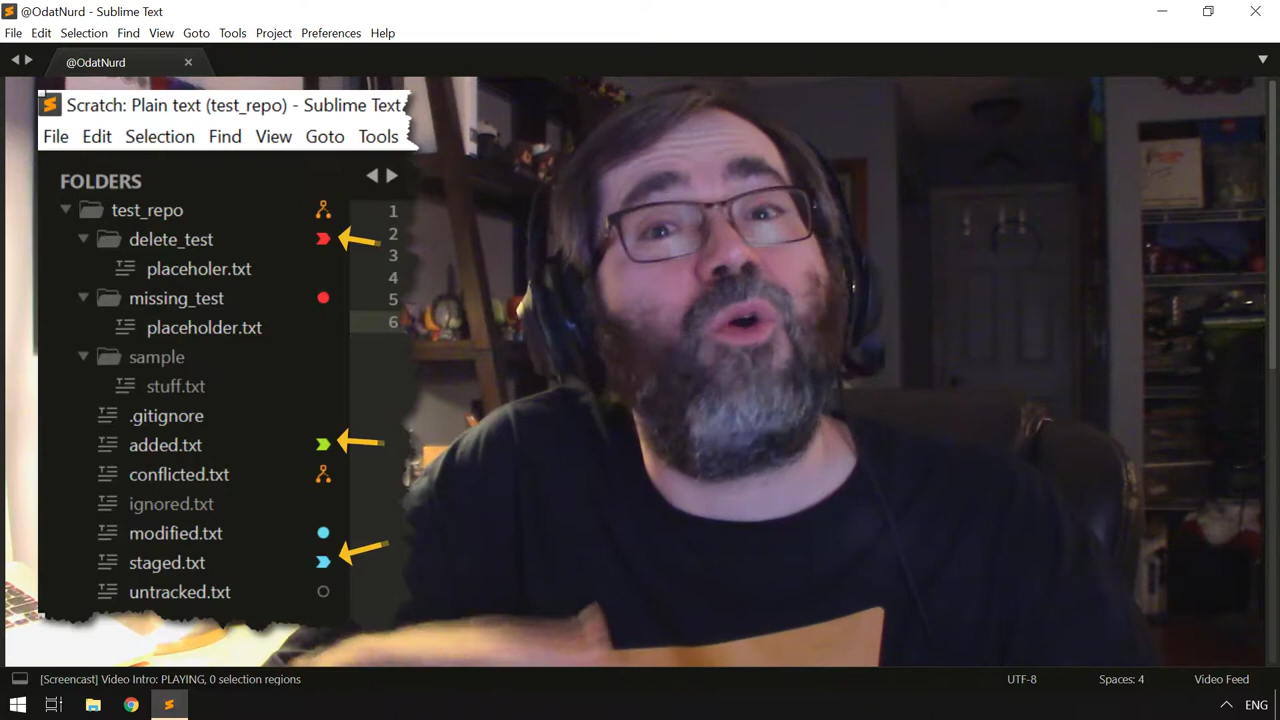 @OdatNurd - Sublime Text
File Edit Selection Find View Goto Tools Project Preferences Help
@OdatNurd
Scratch: Plain text (test_repo) - Sublime Text
File Edit Selection Find View Goto Tools
FOLDERS
test_repo 1
delete_test 2
placeholer.txt 3
4
missing_test 5
placeholder.txt 6
sample
stuff.txt
.gitignore
added.txt
conflicted.txt
ignored.txt
modified.txt
staged.txt
untracked.txt
[Screencast] Video Intro: PLAYING, 0 selection regions UTF-8 Spaces: 4 Video Feed
ENG